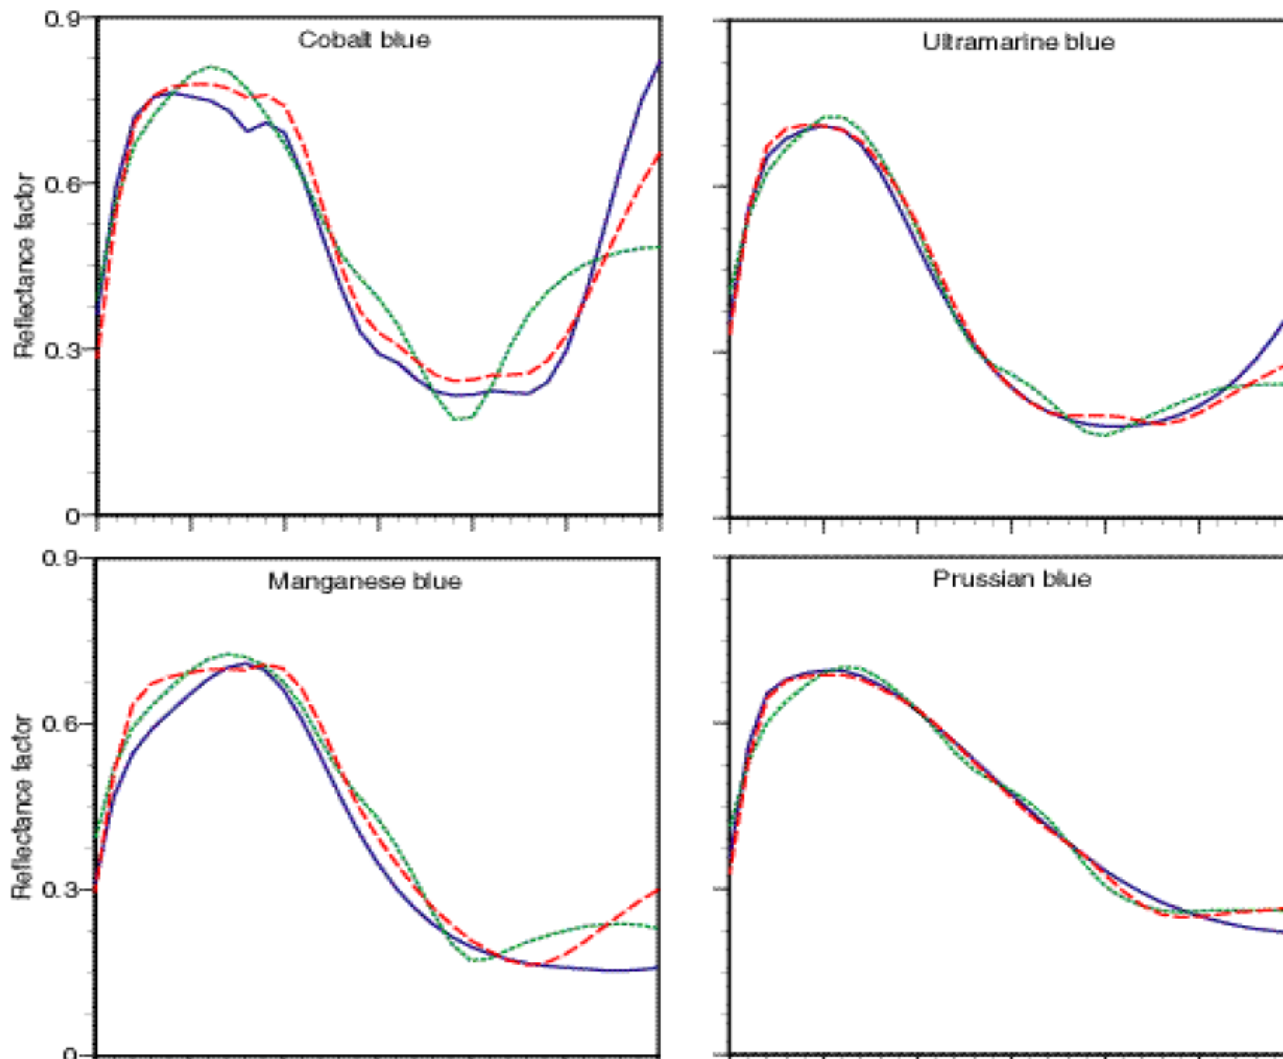 0.9
Cobalt blue
Ultramarine blue
0.6
Reflectance factor
0.3
0
0.9
Manganese blue
Prussian blue
0.6
Reflectance factor
0.3
0